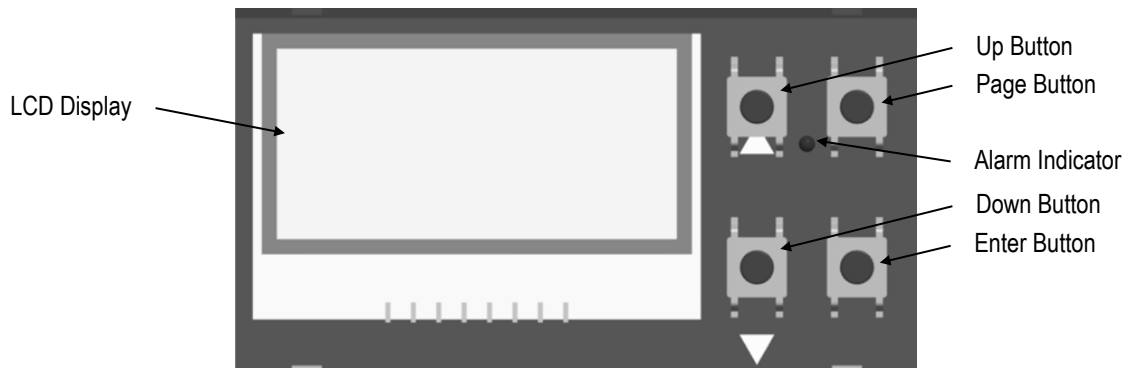 Up Button
Page Button
LCD Display
Alarm Indicator
Down Button
Enter Button